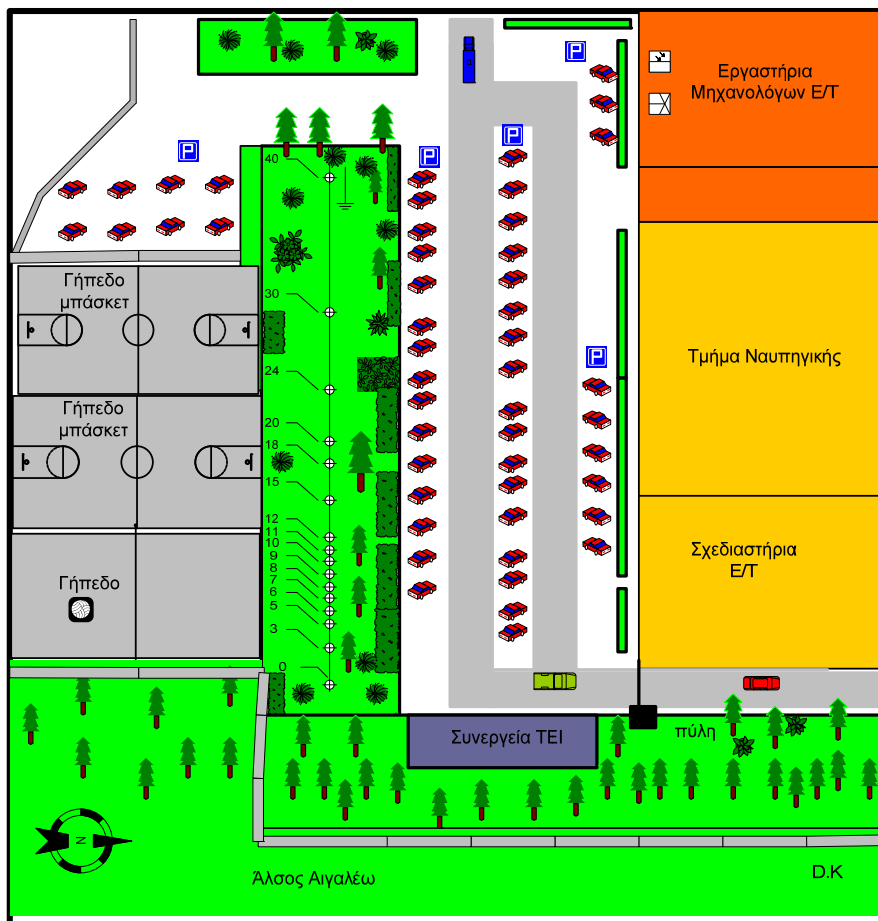 P
Εργαστήρια
Μηχανολόγων Ε/Τ
P
P
P
40
Γήπεδο
μπάσκετ
30
P
Τμήμα Ναυπηγικής
24
Γήπεδο
μπάσκετ
20
18
15
12
11
10
9
8
7
6
5
3
0
Σχεδιαστήρια
Ε/Τ
Γήπεδο
Συνεργεία ΤΕΙ
πύλη
N
Άλσος Αιγαλέω
D.K